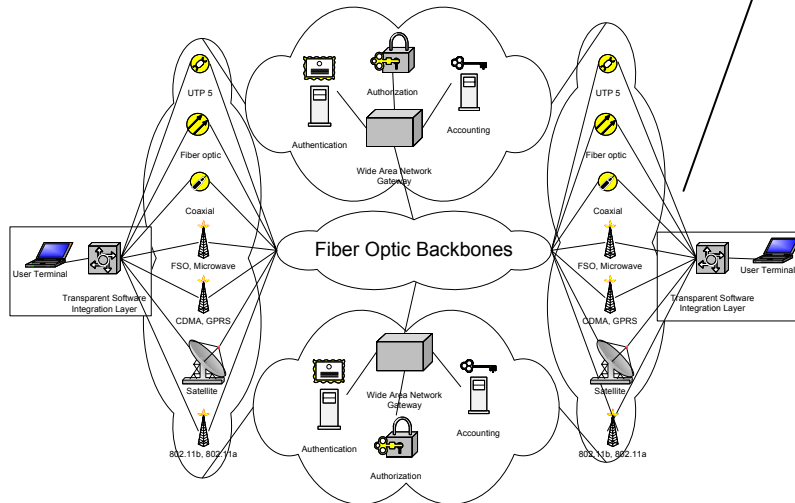 Authentication
Authorization
Accounting
Wide Area Network
Gateway
UTP 5
Fiber optic
Coaxial
FSO, Microwave
CDMA, GPRS
Satellite
802.11b, 802.11a
User Terminal
Transparent Software
Integration Layer
Fiber Optic Backbones
UTP 5
Fiber optic
Coaxial
FSO, Microwave
CDMA, GPRS
Satellite
802.11b, 802.11a
Transparent Software
Integration Layer
User Terminal
Wide Area Network
Gateway
Authentication
Authorization
Accounting